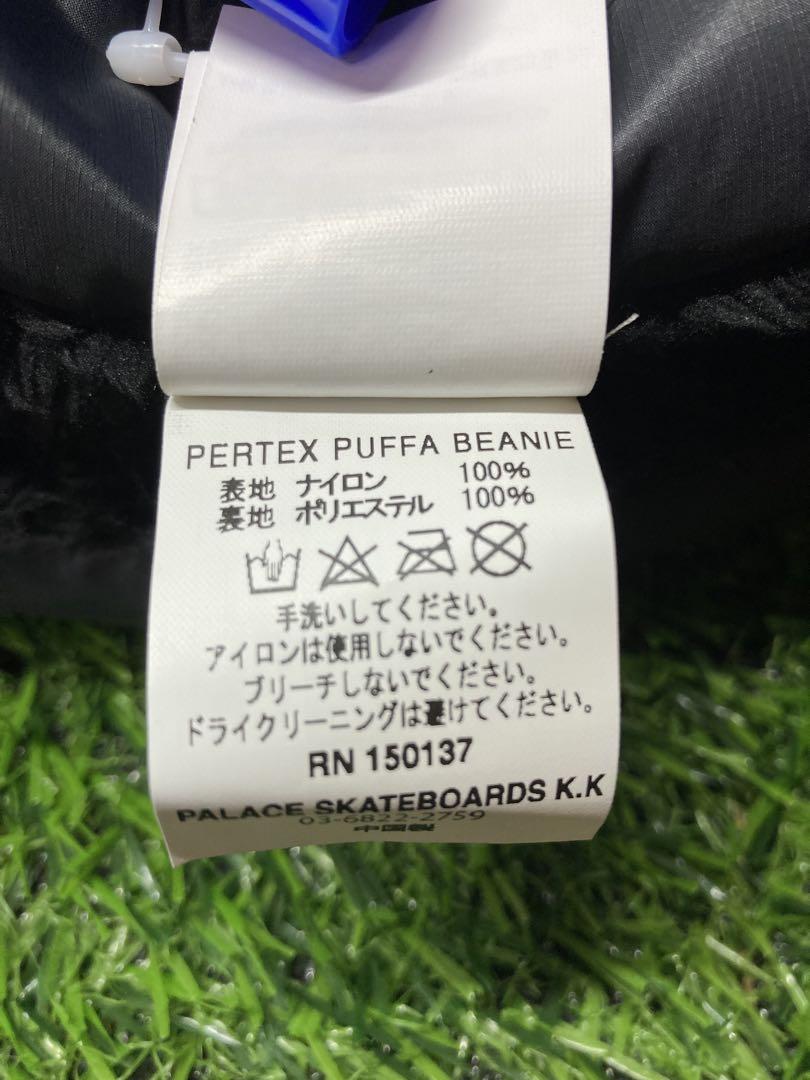 PERTEX PUFFA BEANIE
表地 ナイロン 100%
裏地 ポリエステル 100%
手洗いしてください。
アイロンは使用しないでください。
ブリーチしないでください。
ドライクリーニングは避けてください。
RN 150137
PALACE SKATEBOARDS K.K
03-6822-2759
中国製